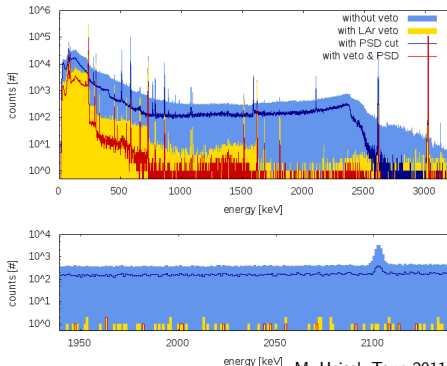 without veto
with LAr veto
with PSD cut
with veto & PSD
counts [#]
10^6
10^5
10^4
10^3
10^2
10^1
10^0
0 500 1000 1500 2000 2500 3000
energy [keV]
counts [#]
10^4
10^3
10^2
10^1
10^0
1950 2000 2050 2100
energy [keV]
2011